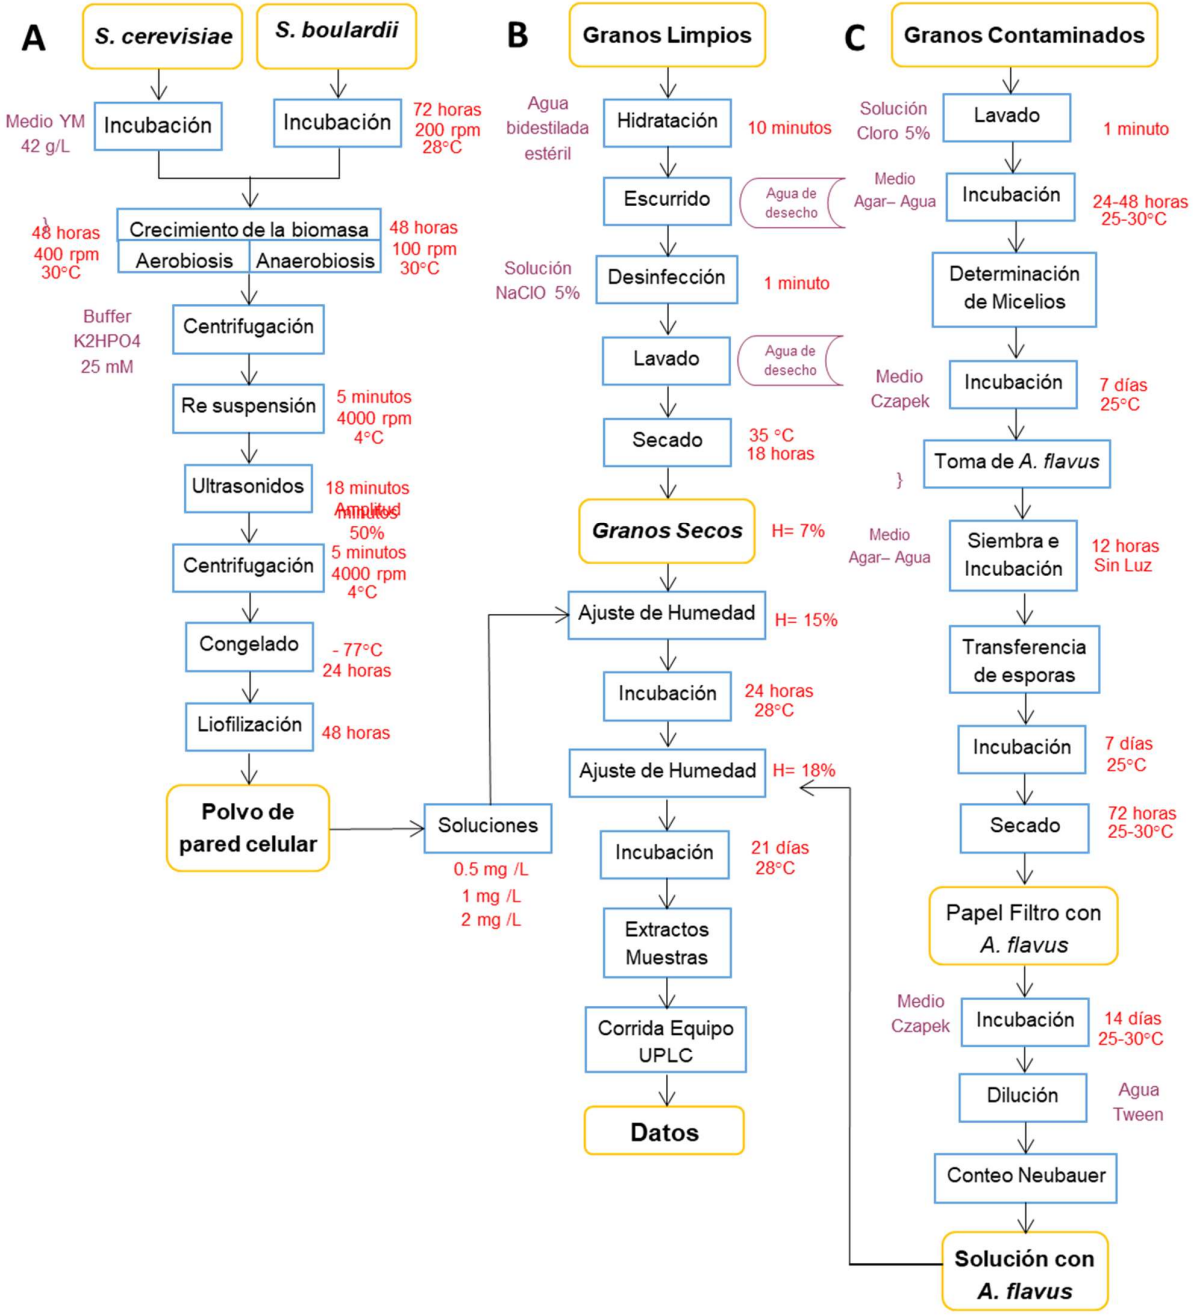 A
S. cerevisiae
S. boulardii
Medio YM
42 g/L
Incubación
Incubación
72 horas
200 rpm
28°C
}
48 horas
400 rpm
30°C
Crecimiento de la biomasa
Aerobiosis
Anaerobiosis
48 horas
100 rpm
30°C
Buffer
K2HPO4
25 mM
Centrifugación
Re suspensión
5 minutos
4000 rpm
4°C
Ultrasonidos
18 minutos
Amplitud
minutos
50%
Centrifugación
5 minutos
4000 rpm
4°C
Congelado
- 77°C
24 horas
Liofilización
48 horas
Polvo de
pared celular
Soluciones
0.5 mg /L
1 mg /L
2 mg /L
B
Granos Limpios
Agua
bidestilada
estéril
Hidratación
10 minutos
Escurrido
Agua de
desecho
Solución
NaClO 5%
Desinfección
1 minuto
Lavado
Agua de
desecho
Secado
35 °C
18 horas
Granos Secos
H= 7%
Ajuste de Humedad
H= 15%
Incubación
24 horas
28°C
Ajuste de Humedad
H= 18%
Incubación
21 días
28°C
Extractos
Muestras
Corrida Equipo
UPLC
Datos
C
Granos Contaminados
Solución
Cloro 5%
Lavado
1 minuto
Medio
Agar– Agua
Incubación
24-48 horas
25-30°C
Determinación
de Micelios
Medio
Czapek
Incubación
7 días
25°C
Toma de A. flavus
}
Medio
Agar– Agua
Siembra e
Incubación
12 horas
Sin Luz
Transferencia
de esporas
Incubación
7 días
25°C
Secado
72 horas
25-30°C
Papel Filtro con
A. flavus
Medio
Czapek
Incubación
14 días
25-30°C
Dilución
Agua
Tween
Conteo Neubauer
Solución con
A. flavus